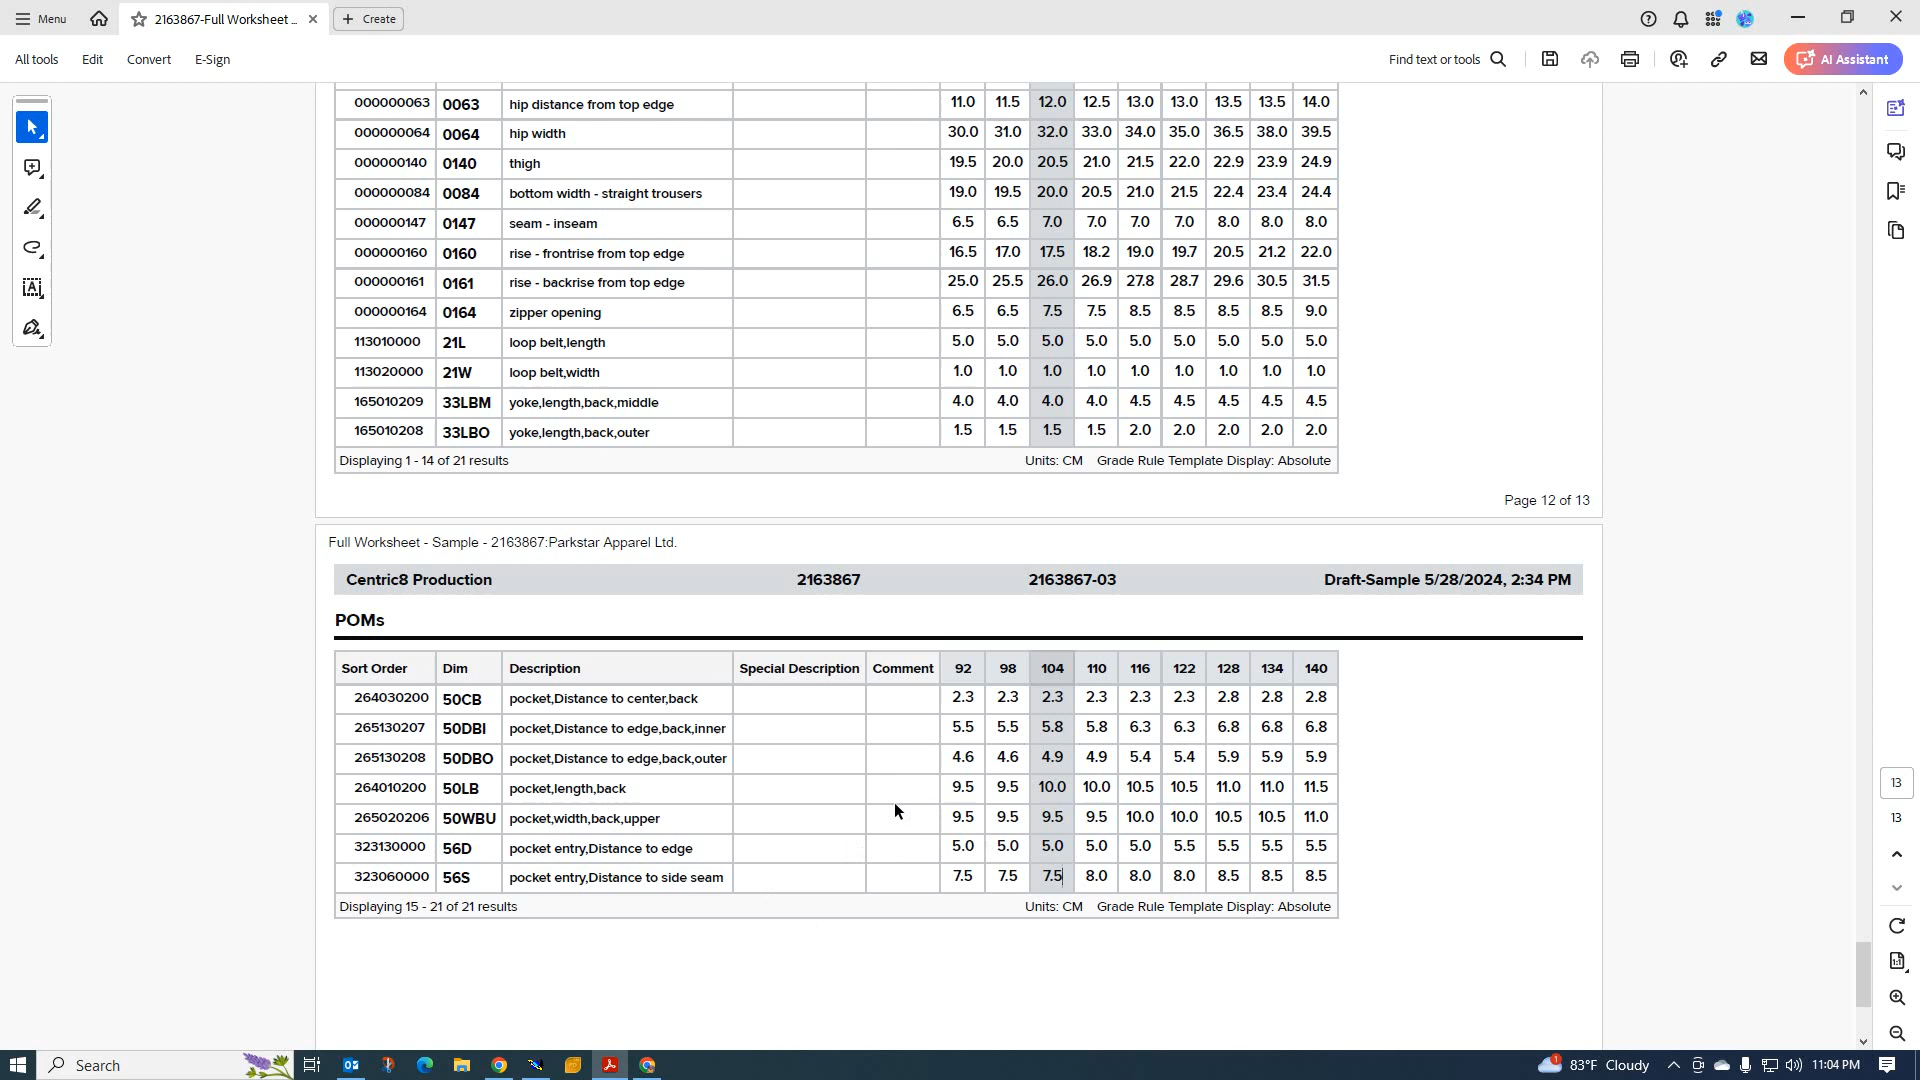 Menu
2163867-Full Worksheet ...
Create
All tools Edit Convert E-Sign
Find text or tools
AI Assistant
000000063 0063 hip distance from top edge 11.0 11.5 12.0 12.5 13.0 13.0 13.5 13.5 14.0
000000064 0064 hip width 30.0 31.0 32.0 33.0 34.0 35.0 36.5 38.0 39.5
000000140 0140 thigh 19.5 20.0 20.5 21.0 21.5 22.0 22.9 23.9 24.9
000000084 0084 bottom width - straight trousers 19.0 19.5 20.0 20.5 21.0 21.5 22.4 23.4 24.4
000000147 0147 seam - inseam 6.5 6.5 7.0 7.0 7.0 7.0 8.0 8.0 8.0
000000160 0160 rise - frontrise from top edge 16.5 17.0 17.5 18.2 19.0 19.7 20.5 21.2 22.0
000000161 0161 rise - backrise from top edge 25.0 25.5 26.0 26.9 27.8 28.7 29.6 30.5 31.5
000000164 0164 zipper opening 6.5 6.5 7.5 7.5 8.5 8.5 8.5 8.5 9.0
113010000 21L loop belt,length 5.0 5.0 5.0 5.0 5.0 5.0 5.0 5.0 5.0
113020000 21W loop belt,width 1.0 1.0 1.0 1.0 1.0 1.0 1.0 1.0 1.0
165010209 33LBM yoke,length,back,middle 4.0 4.0 4.0 4.0 4.5 4.5 4.5 4.5 4.5
165010208 33LBO yoke,length,back,outer 1.5 1.5 1.5 1.5 2.0 2.0 2.0 2.0 2.0
Displaying 1 - 14 of 21 results Units: CM Grade Rule Template Display: Absolute
Page 12 of 13
Full Worksheet - Sample - 2163867:Parkstar Apparel Ltd.
Centric8 Production 2163867 2163867-03 Draft-Sample 5/28/2024, 2:34 PM
POMs
Sort Order Dim Description Special Description Comment 92 98 104 110 116 122 128 134 140
264030200 50CB pocket,Distance to center,back 2.3 2.3 2.3 2.3 2.3 2.3 2.8 2.8 2.8
265130207 50DBI pocket,Distance to edge,back,inner 5.5 5.5 5.8 5.8 6.3 6.3 6.8 6.8 6.8
265130208 50DBO pocket,Distance to edge,back,outer 4.6 4.6 4.9 4.9 5.4 5.4 5.9 5.9 5.9
264010200 50LB pocket,length,back 9.5 9.5 10.0 10.0 10.5 10.5 11.0 11.0 11.5
265020206 50WBU pocket,width,back,upper 9.5 9.5 9.5 9.5 10.0 10.0 10.5 10.5 11.0
323130000 56D pocket entry,Distance to edge 5.0 5.0 5.0 5.0 5.0 5.5 5.5 5.5 5.5
323060000 56S pocket entry,Distance to side seam 7.5 7.5 7.5 8.0 8.0 8.0 8.5 8.5 8.5
Displaying 15 - 21 of 21 results Units: CM Grade Rule Template Display: Absolute
13
13
Search
83°F Cloudy
11:04 PM